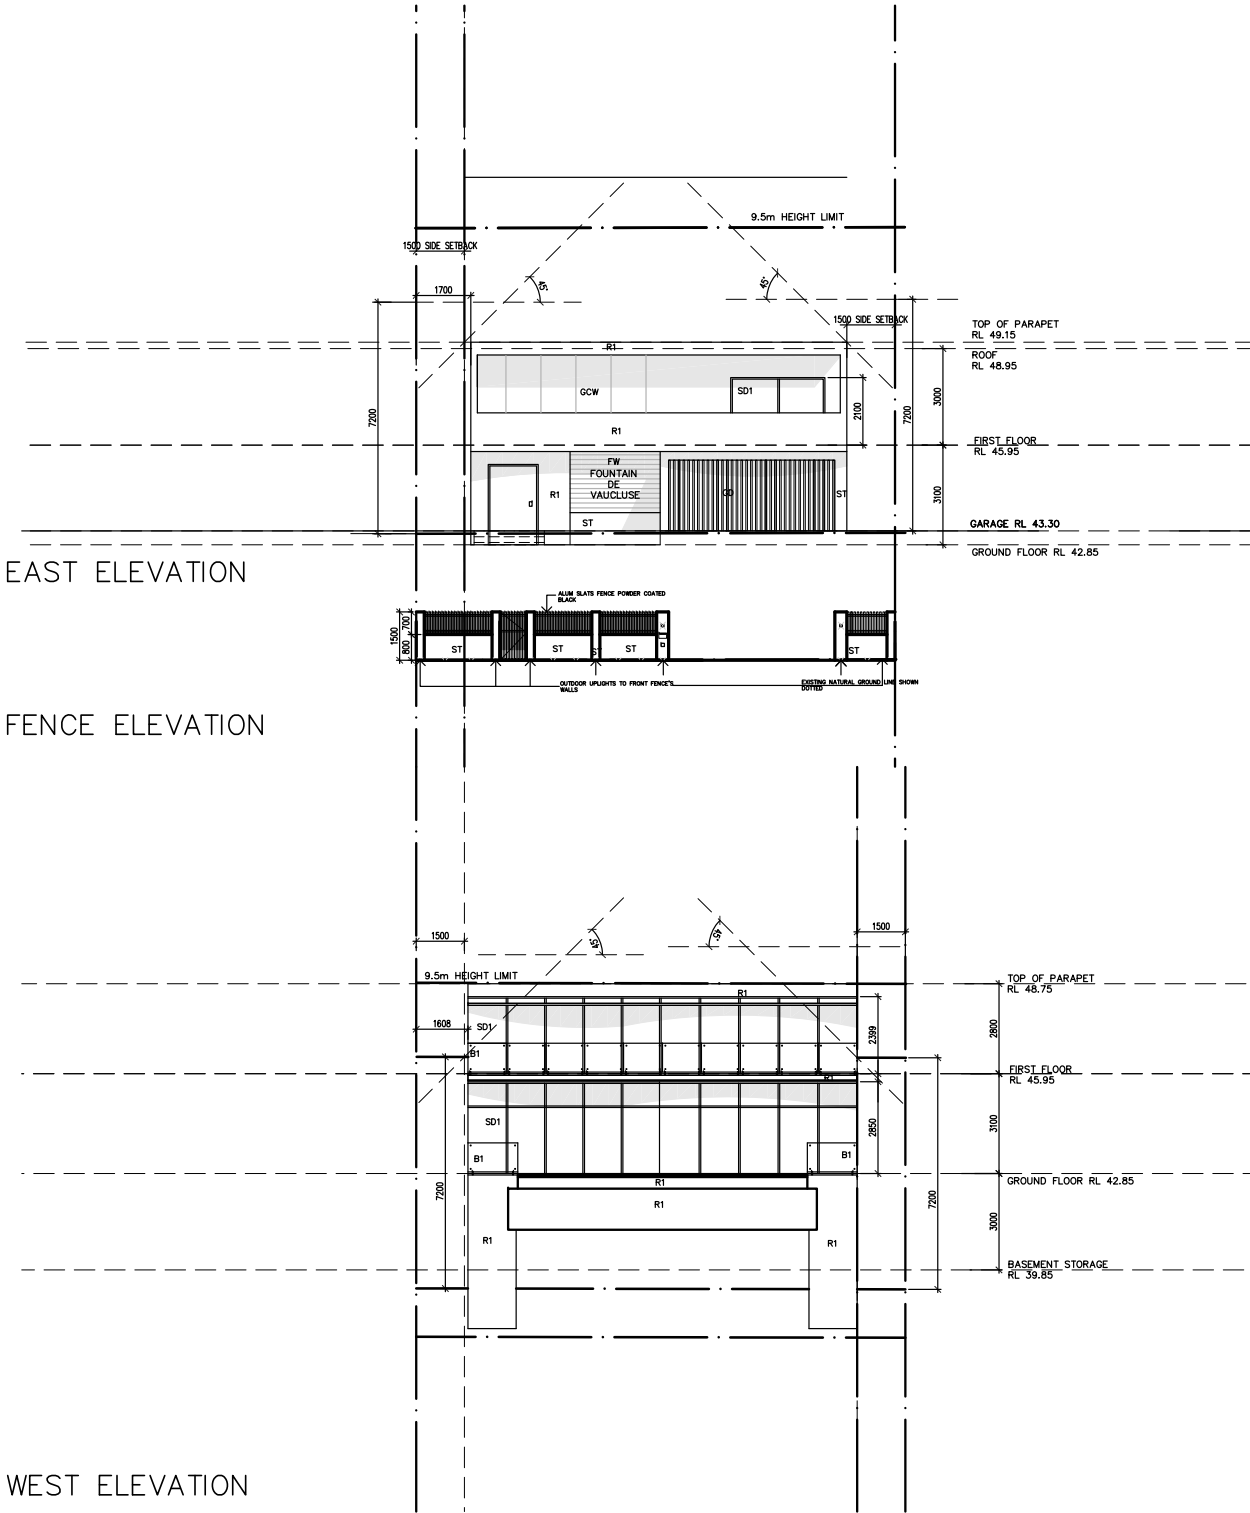 9.5m HEIGHT LIMIT
1500 SIDE SETBACK
45°
45°
1700
1500 SIDE SETBACK
TOP OF PARAPET
RL 49.15
R1
ROOF
RL 48.95
GCW
SD1
7200
2100
7200
3000
R1
FIRST FLOOR
RL 45.95
FW
FOUNTAIN
DE
VAUCLUSE
R1
GD
ST
3100
ST
GARAGE RL 43.30
GROUND FLOOR RL 42.85
EAST ELEVATION
ALUM SLATS FENCE POWDER COATED
BLACK
1500
700
800
ST
ST
ST
ST
ST
OUTDOOR UPLIGHTS TO FRONT FENCE'S
WALLS
EXISTING NATURAL GROUND LINE SHOWN
DOTTED
FENCE ELEVATION
1500
45°
45°
1500
9.5m HEIGHT LIMIT
TOP OF PARAPET
RL 48.75
R1
1608
SD1
2399
2800
B1
FIRST FLOOR
RL 45.95
R1
SD1
2850
3100
B1
B1
GROUND FLOOR RL 42.85
R1
7200
R1
7200
3000
R1
R1
BASEMENT STORAGE
RL 39.85
WEST ELEVATION